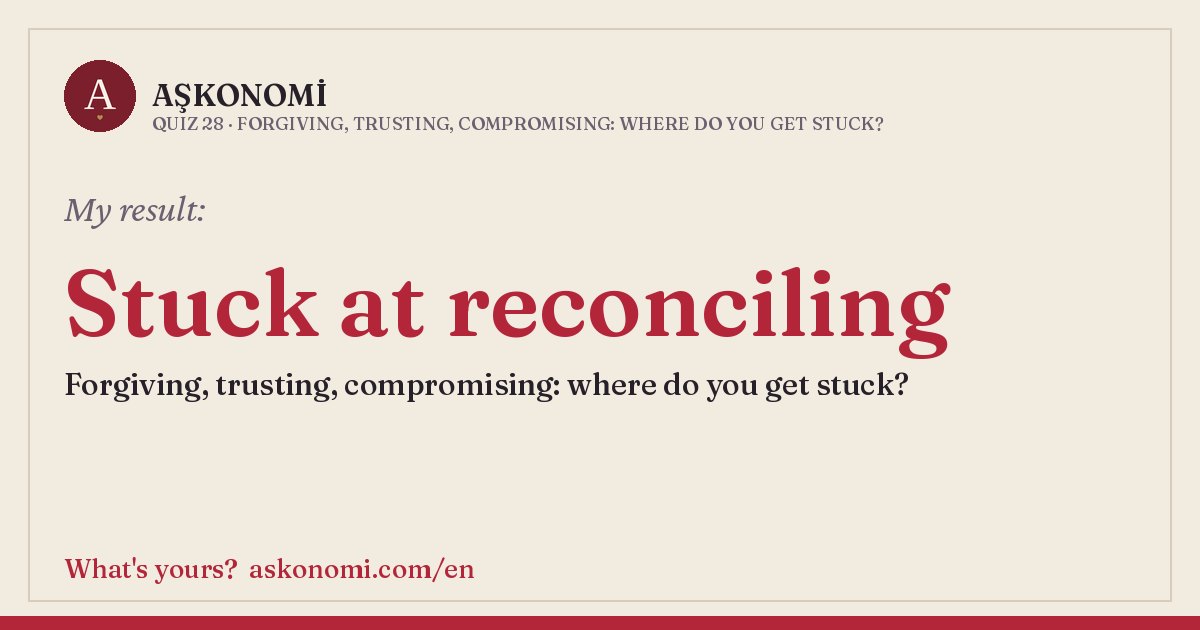 A
AŞKONOMİ
QUIZ 28 · FORGIVING, TRUSTING, COMPROMISING: WHERE DO YOU GET STUCK?
My result:
Stuck at reconciling
Forgiving, trusting, compromising: where do you get stuck?
What's yours? askonomi.com/en